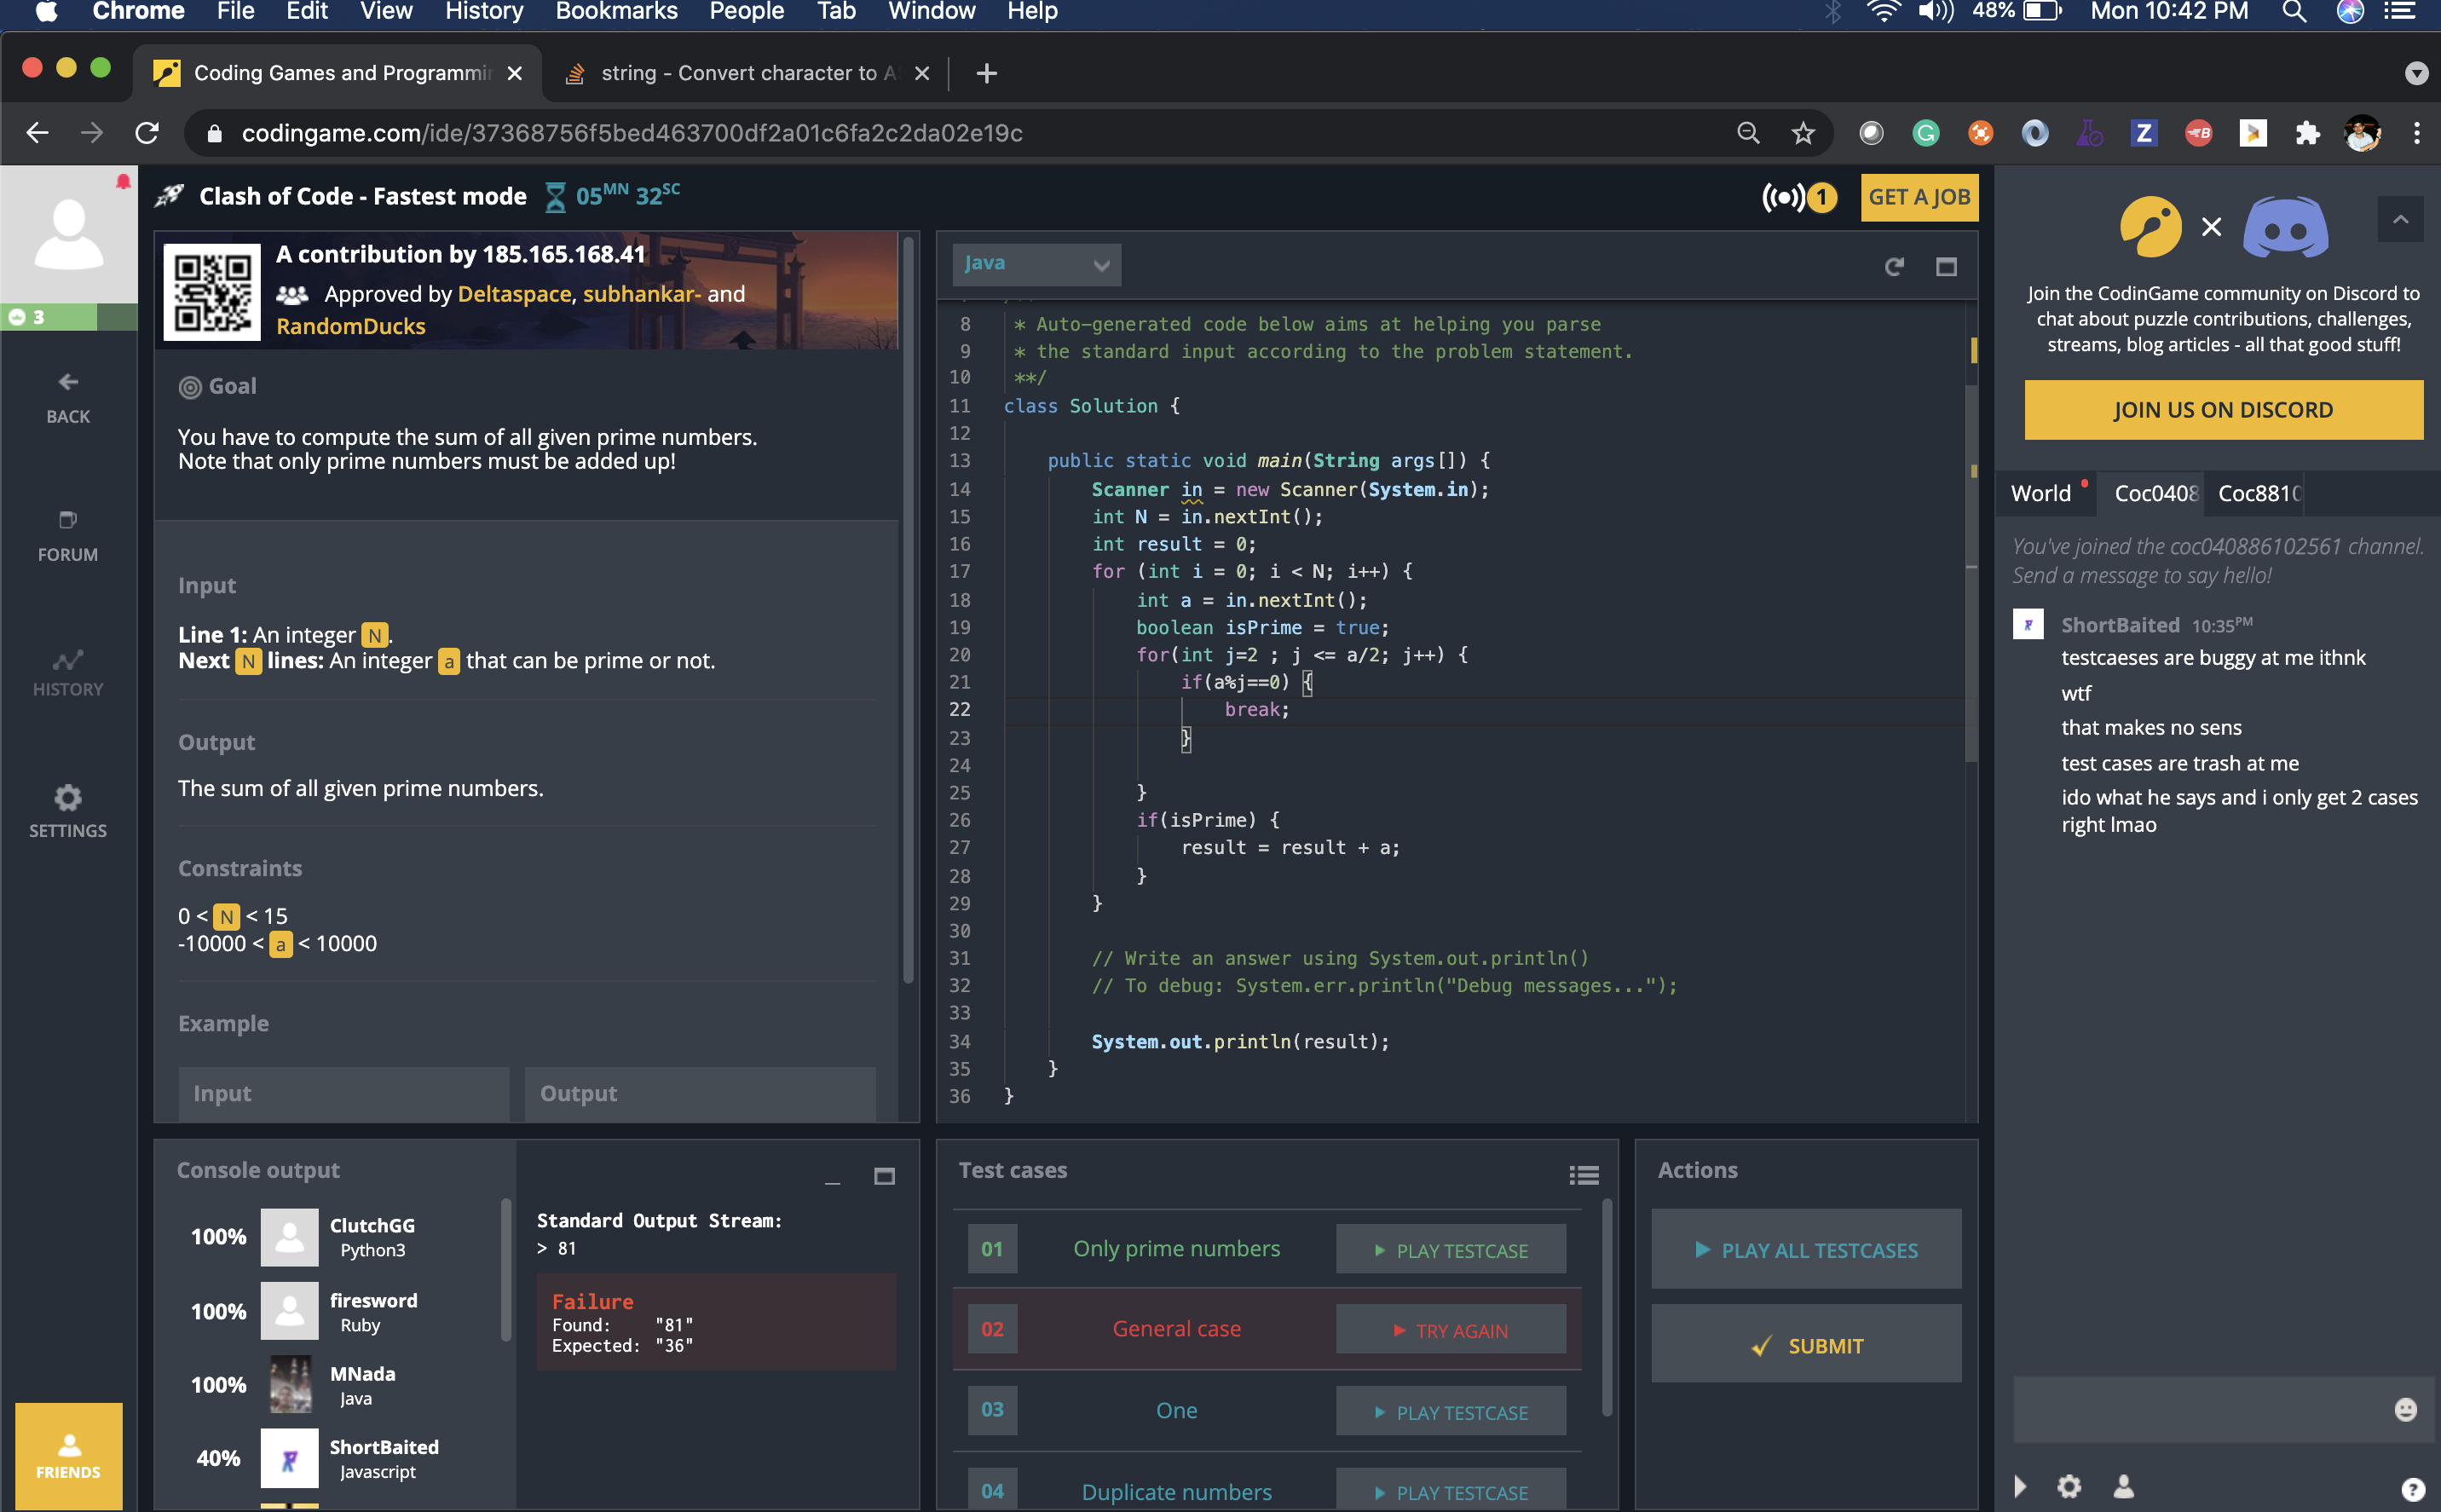 Chrome File Edit View History Bookmarks People Tab Window Help
48% Mon 10:42 PM
Coding Games and Programmin
string - Convert character to A
codingame.com/ide/37368756f5bed463700df2a01c6fa2c2da02e19c
3
BACK
FORUM
HISTORY
SETTINGS
FRIENDS
Clash of Code - Fastest mode 05MN 32SC
1
GET A JOB
A contribution by 185.165.168.41
Approved by Deltaspace, subhankar- and
RandomDucks
Goal
You have to compute the sum of all given prime numbers.
Note that only prime numbers must be added up!
Input
Line 1: An integer N.
Next N lines: An integer a that can be prime or not.
Output
The sum of all given prime numbers.
Constraints
0 < N < 15
-10000 < a < 10000
Example
Input Output
Java
8 * Auto-generated code below aims at helping you parse
9 * the standard input according to the problem statement.
10 **/
11 class Solution {
12
13 public static void main(String args[]) {
14 Scanner in = new Scanner(System.in);
15 int N = in.nextInt();
16 int result = 0;
17 for (int i = 0; i < N; i++) {
18 int a = in.nextInt();
19 boolean isPrime = true;
20 for(int j=2 ; j <= a/2; j++) {
21 if(a%j==0) {
22 break;
23 }
24
25 }
26 if(isPrime) {
27 result = result + a;
28 }
29 }
30
31 // Write an answer using System.out.println()
32 // To debug: System.err.println("Debug messages...");
33
34 System.out.println(result);
35 }
36 }
Console output
100% ClutchGG
Python3
100% firesword
Ruby
100% MNada
Java
40% ShortBaited
Javascript
Standard Output Stream:
> 81
Failure
Found: "81"
Expected: "36"
Test cases
01 Only prime numbers PLAY TESTCASE
02 General case TRY AGAIN
03 One PLAY TESTCASE
04 Duplicate numbers PLAY TESTCASE
Actions
PLAY ALL TESTCASES
SUBMIT
Join the CodinGame community on Discord to
chat about puzzle contributions, challenges,
streams, blog articles - all that good stuff!
JOIN US ON DISCORD
World Coc0408 Coc8810
You've joined the coc040886102561 channel.
Send a message to say hello!
ShortBaited 10:35PM
testcaeses are buggy at me ithnk
wtf
that makes no sens
test cases are trash at me
ido what he says and i only get 2 cases
right lmao